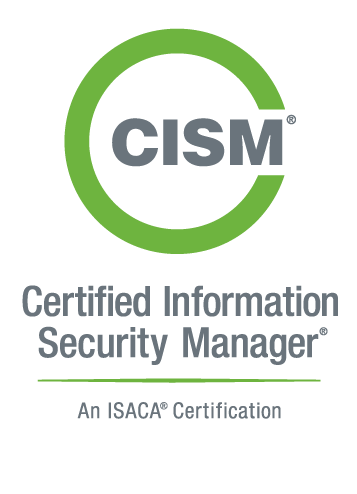 CISM®
Certified Information
Security Manager®
An ISACA® Certification